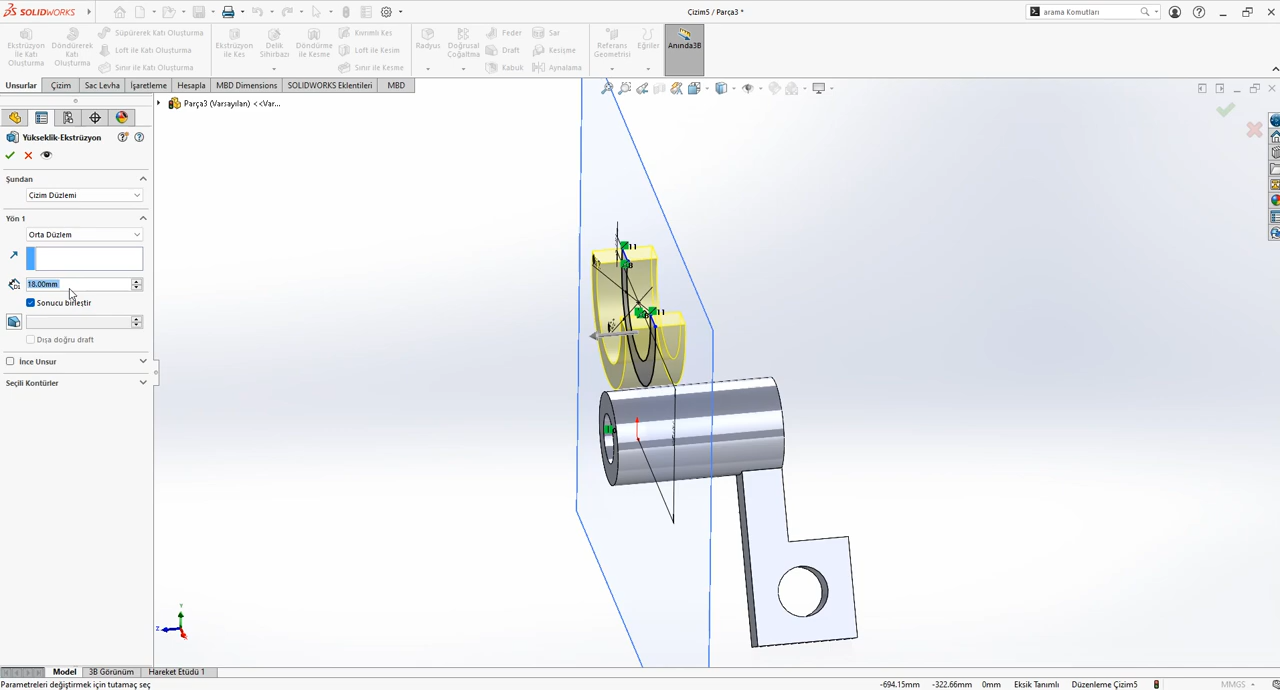 SOLIDWORKS
Çizim5 / Parça3 *
arama Komutları
Ekstrüzyon ile Katı Oluşturma
Döndürerek Katı Oluşturma
Süpürerek Katı Oluşturma
Loft ile Katı Oluşturma
Sınır ile Katı Oluşturma
Ekstrüzyon ile Kes
Delik Sihirbazı
Döndürme ile Kesme
Kıvrımlı Kes
Loft ile Kesim
Sınır ile Kesme
Radyus
Doğrusal Çoğaltma
Feder
Draft
Kabuk
Sar
Kesişme
Aynalama
Referans Geometrisi
Eğriler
Anında3B
Unsurlar
Çizim
Sac Levha
İşaretleme
Hesapla
MBD Dimensions
SOLIDWORKS Eklentileri
MBD
Parça3 (Varsayılan) <<Var...
Yükseklik-Ekstrüzyon
Şundan
Çizim Düzlemi
Yön 1
Orta Düzlem
18.00mm
Sonucu birleştir
Dışa doğru draft
İnce Unsur
Seçili Kontürler
Y
Z
Model
3B Görünüm
Hareket Etüdü 1
Parametreleri değiştirmek için tutamaç seç
-694.15mm
-322.66mm
0mm
Eksik Tanımlı
Düzenleme Çizim5
MMGS